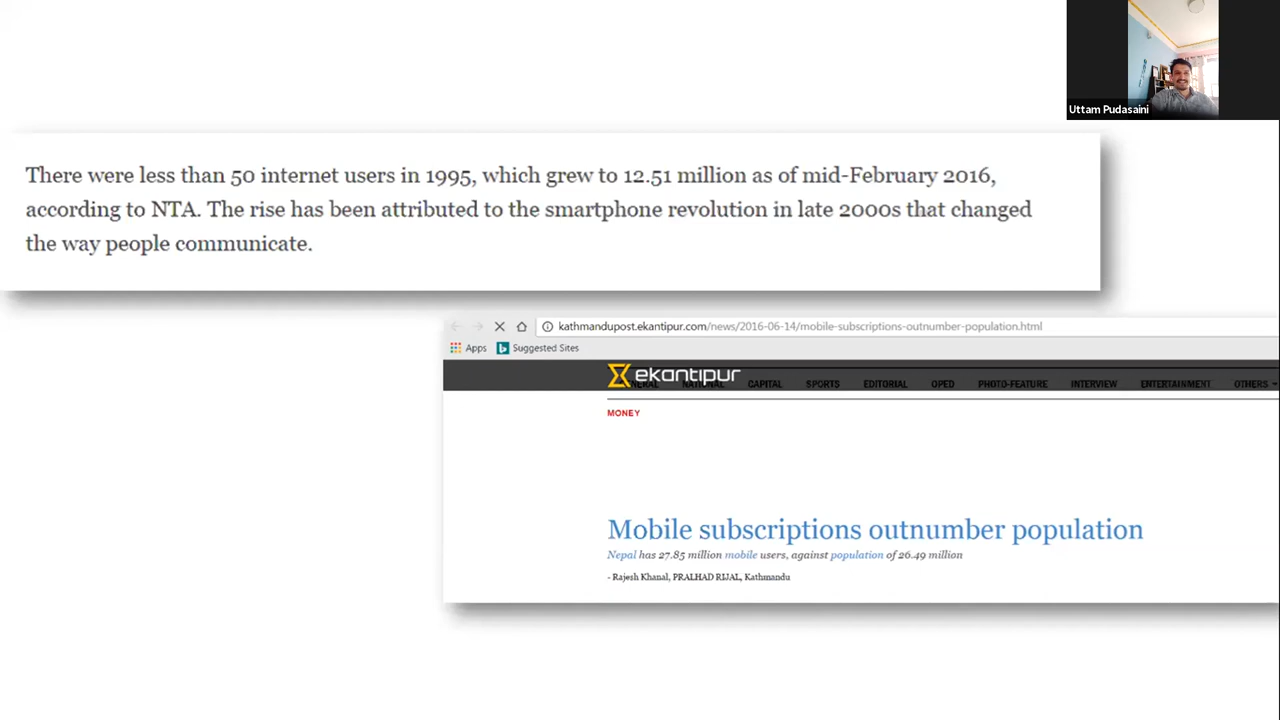 Uttam Pudasaini
There were less than 50 internet users in 1995, which grew to 12.51 million as of mid-February 2016,
according to NTA. The rise has been attributed to the smartphone revolution in late 2000s that changed
the way people communicate.
kathmandupost.ekantipur.com/news/2016-06-14/mobile-subscriptions-outnumber-population.html
Apps Suggested Sites
ekantipur NATIONAL CAPITAL SPORTS EDITORIAL OPED PHOTO-FEATURE INTERVIEW ENTERTAINMENT OTHERS
MONEY
Mobile subscriptions outnumber population
Nepal has 27.85 million mobile users, against population of 26.49 million
- Rajesh Khanal, PRALHAD RIJAL, Kathmandu